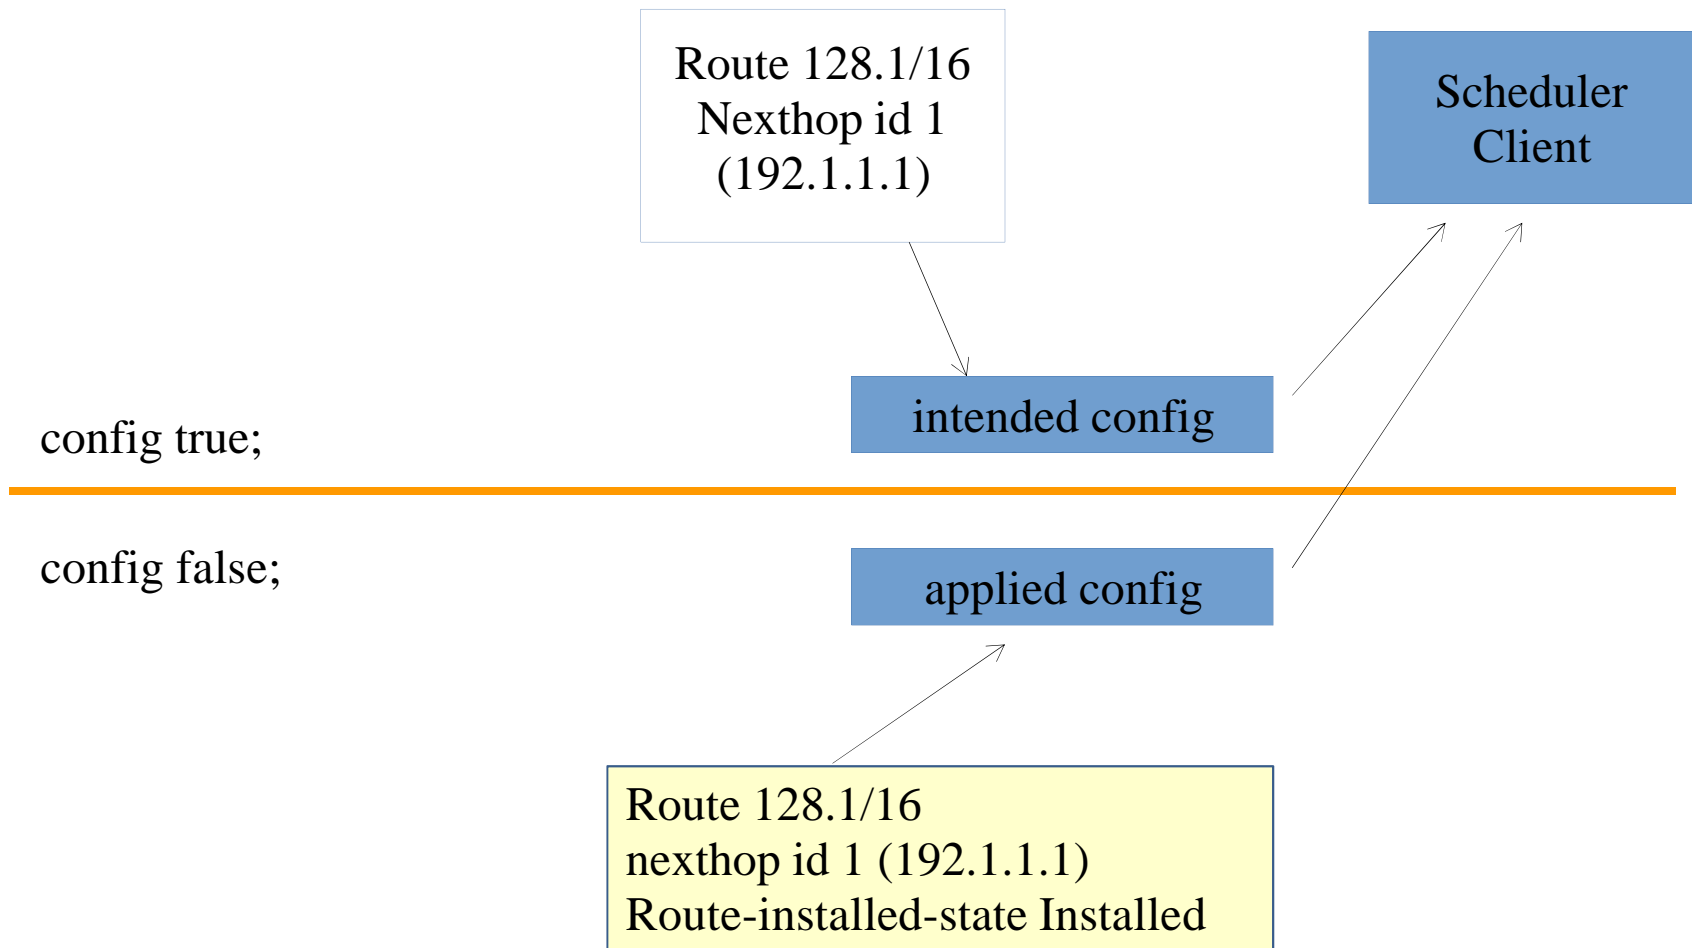 Route 128.1/16
Nexthop id 1
(192.1.1.1)
Scheduler
Client
intended config
config true;
config false;
applied config
Route 128.1/16
nexthop id 1 (192.1.1.1)
Route-installed-state Installed